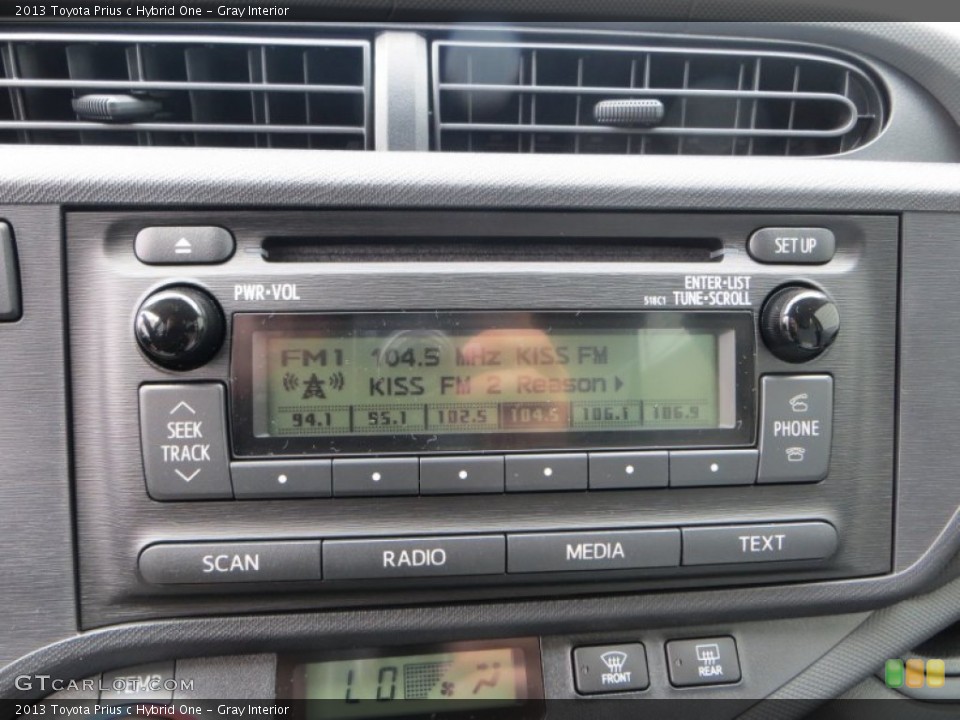 2013 Toyota Prius c Hybrid One - Gray Interior
SET UP
PWR•VOL
ENTER•LIST
518C1 TUNE•SCROLL
FM1 104.5 MHz KISS FM
KISS FM 2 Reason
94.1 95.1 102.5 104.5 106.1 106.9
SEEK
TRACK
PHONE
SCAN RADIO MEDIA TEXT
LO
FRONT
REAR
GTCARLOT.COM
2013 Toyota Prius c Hybrid One - Gray Interior